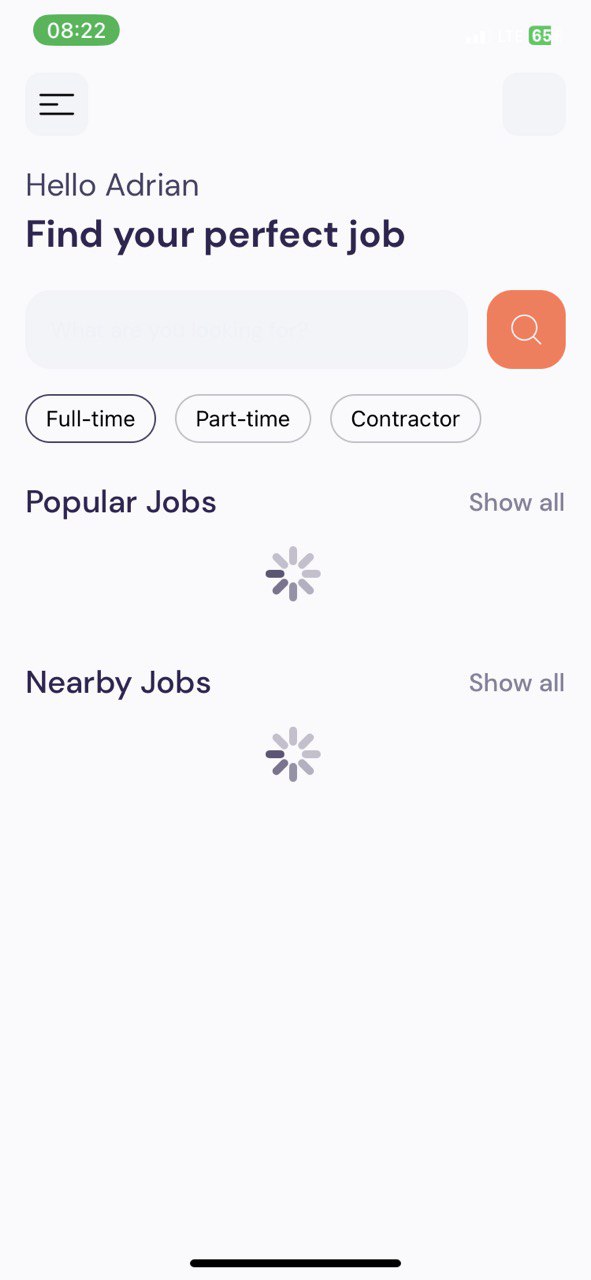 08:22
LTE 65
Hello Adrian
Find your perfect job
What are you looking for?
Full-time
Part-time
Contractor
Popular Jobs
Show all
Nearby Jobs
Show all